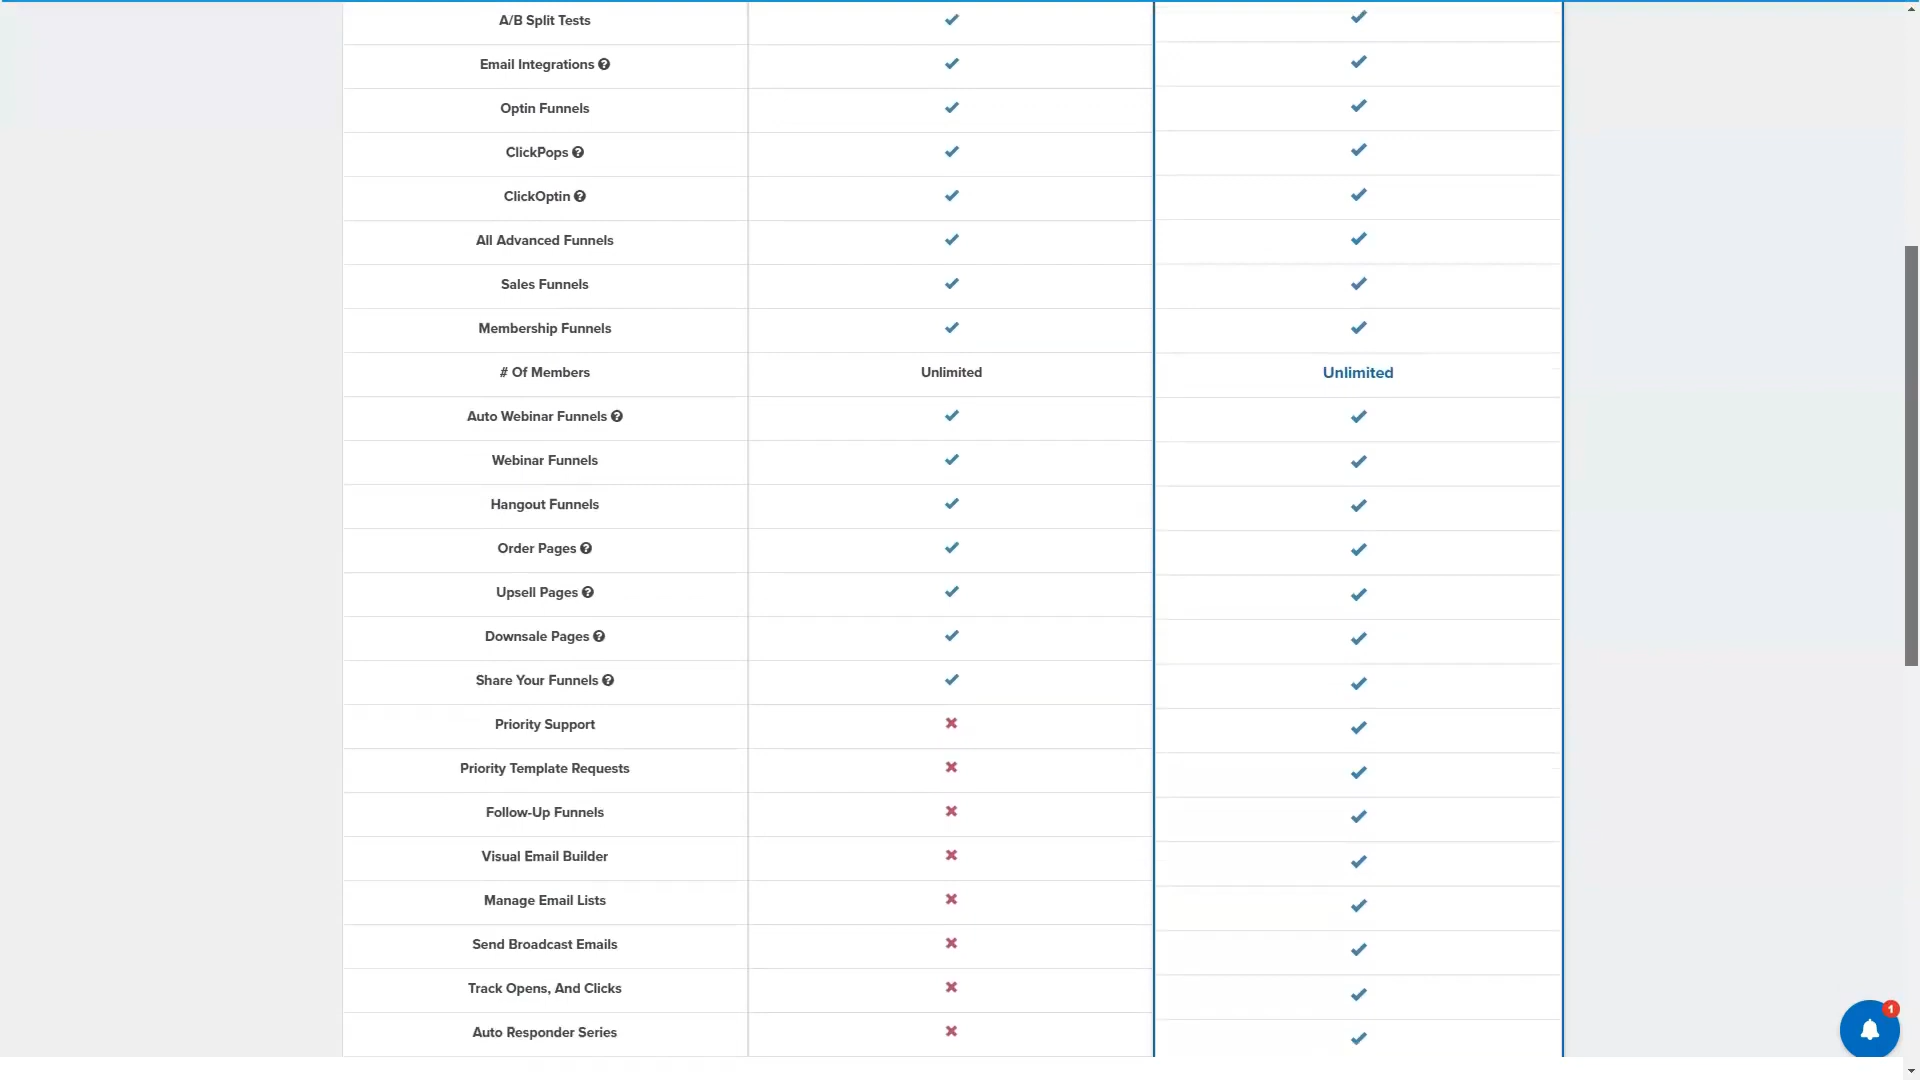 A/B Split Tests
Email Integrations
Optin Funnels
ClickPops
ClickOptin
All Advanced Funnels
Sales Funnels
Membership Funnels
# Of Members Unlimited Unlimited
Auto Webinar Funnels
Webinar Funnels
Hangout Funnels
Order Pages
Upsell Pages
Downsale Pages
Share Your Funnels
Priority Support
Priority Template Requests
Follow-Up Funnels
Visual Email Builder
Manage Email Lists
Send Broadcast Emails
Track Opens, And Clicks
1
Auto Responder Series